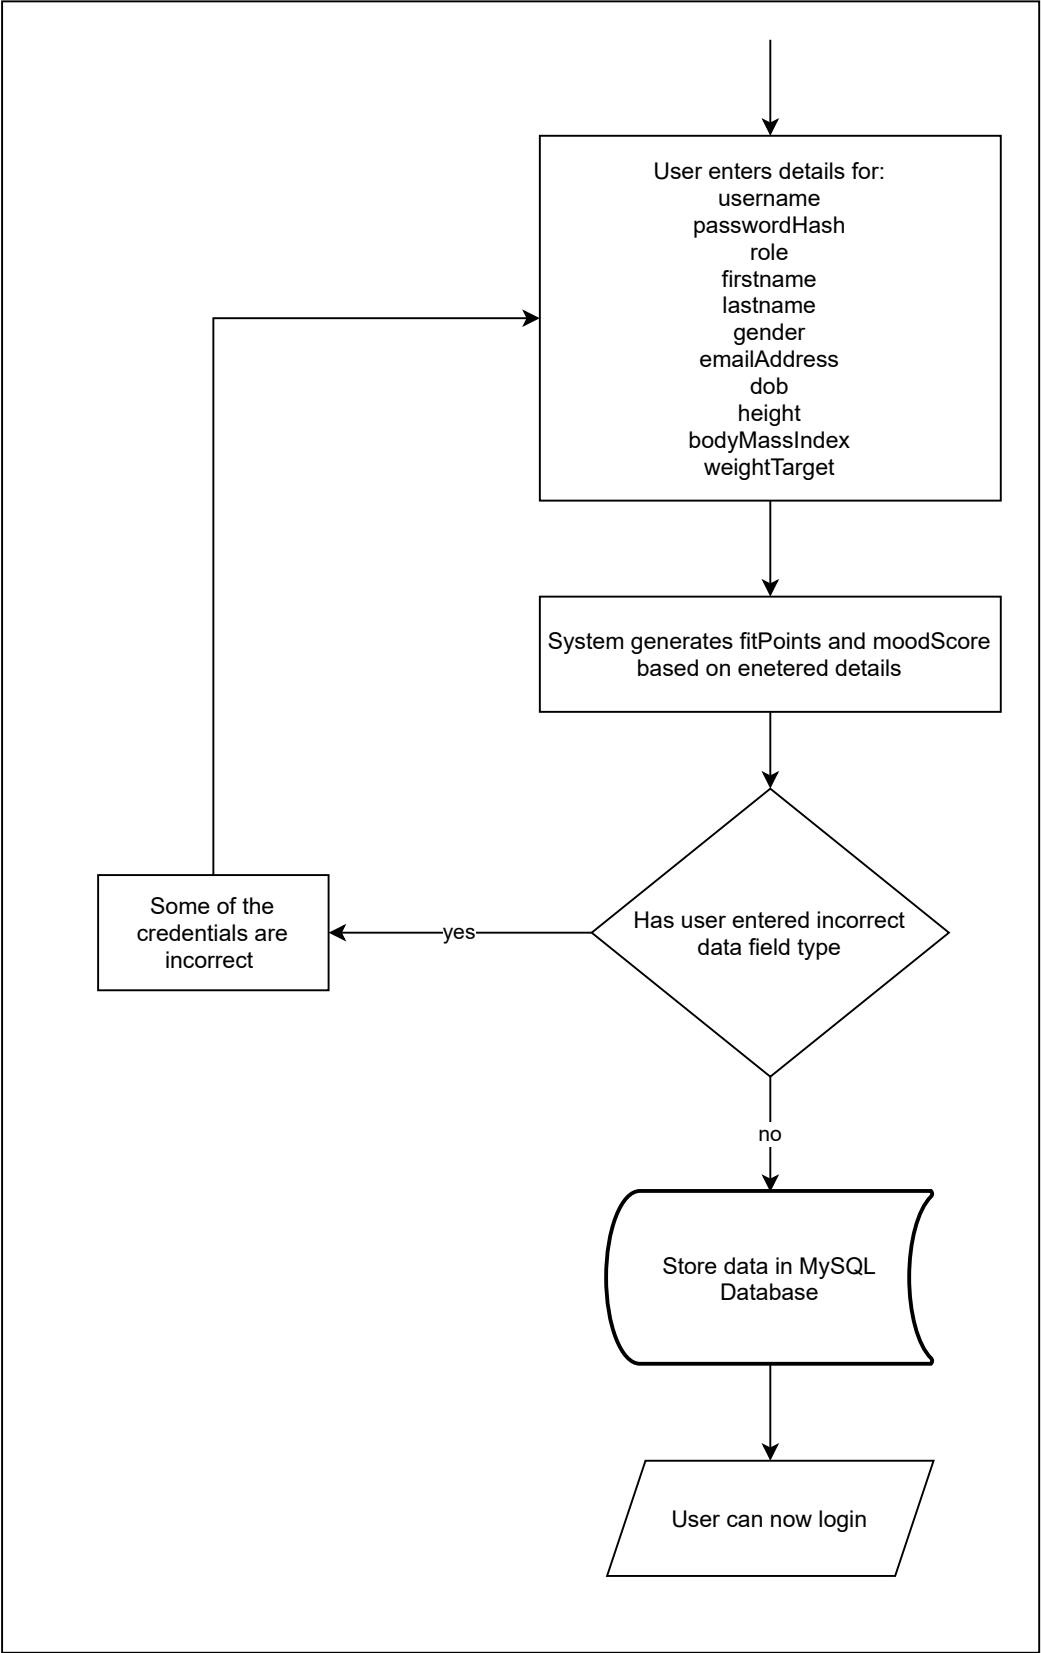 User enters details for:
username
passwordHash
role
firstname
lastname
gender
emailAddress
dob
height
bodyMassIndex
weightTarget
System generates fitPoints and moodScore
based on enetered details
Has user entered incorrect
data field type
yes
Some of the
credentials are
incorrect
no
Store data in MySQL
Database
User can now login